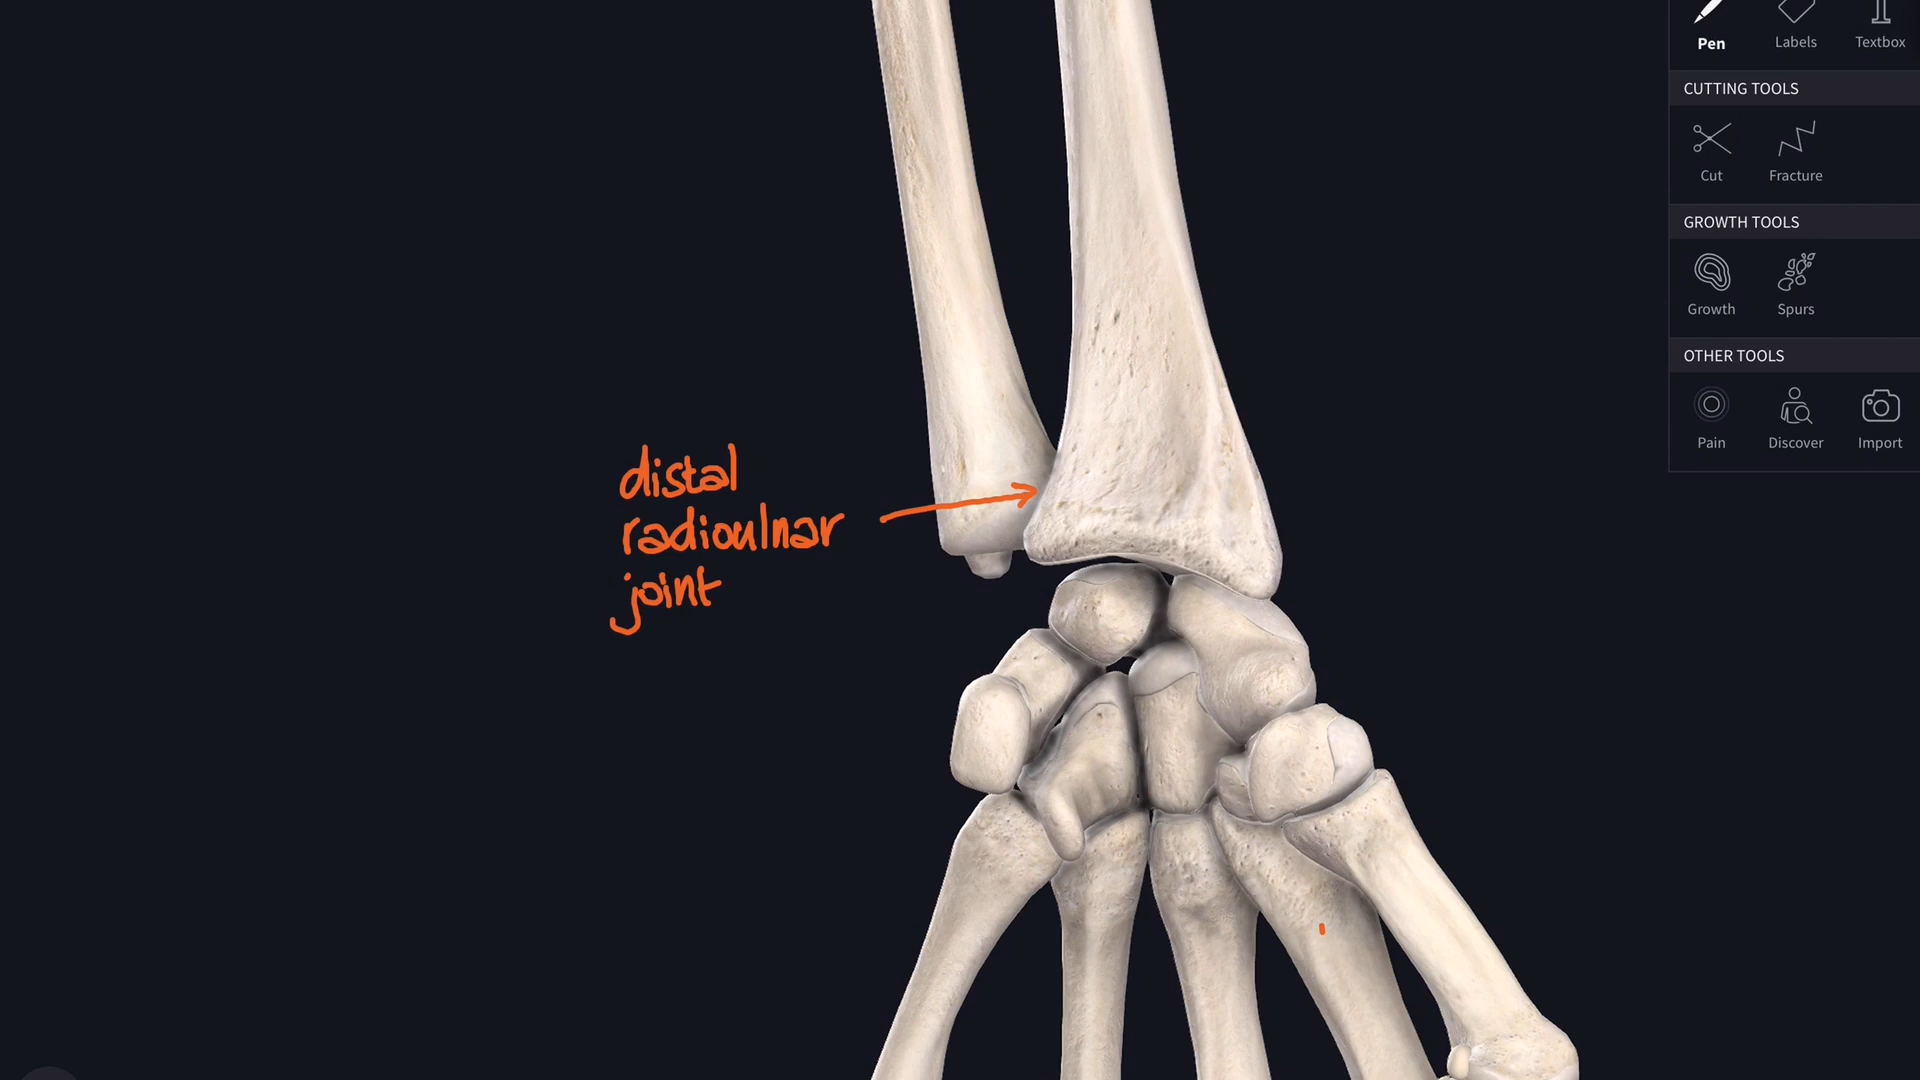 Pen
Labels
Textbox
CUTTING TOOLS
Cut
Fracture
GROWTH TOOLS
Growth
Spurs
OTHER TOOLS
Pain
Discover
Import
distal
radioulnar
joint